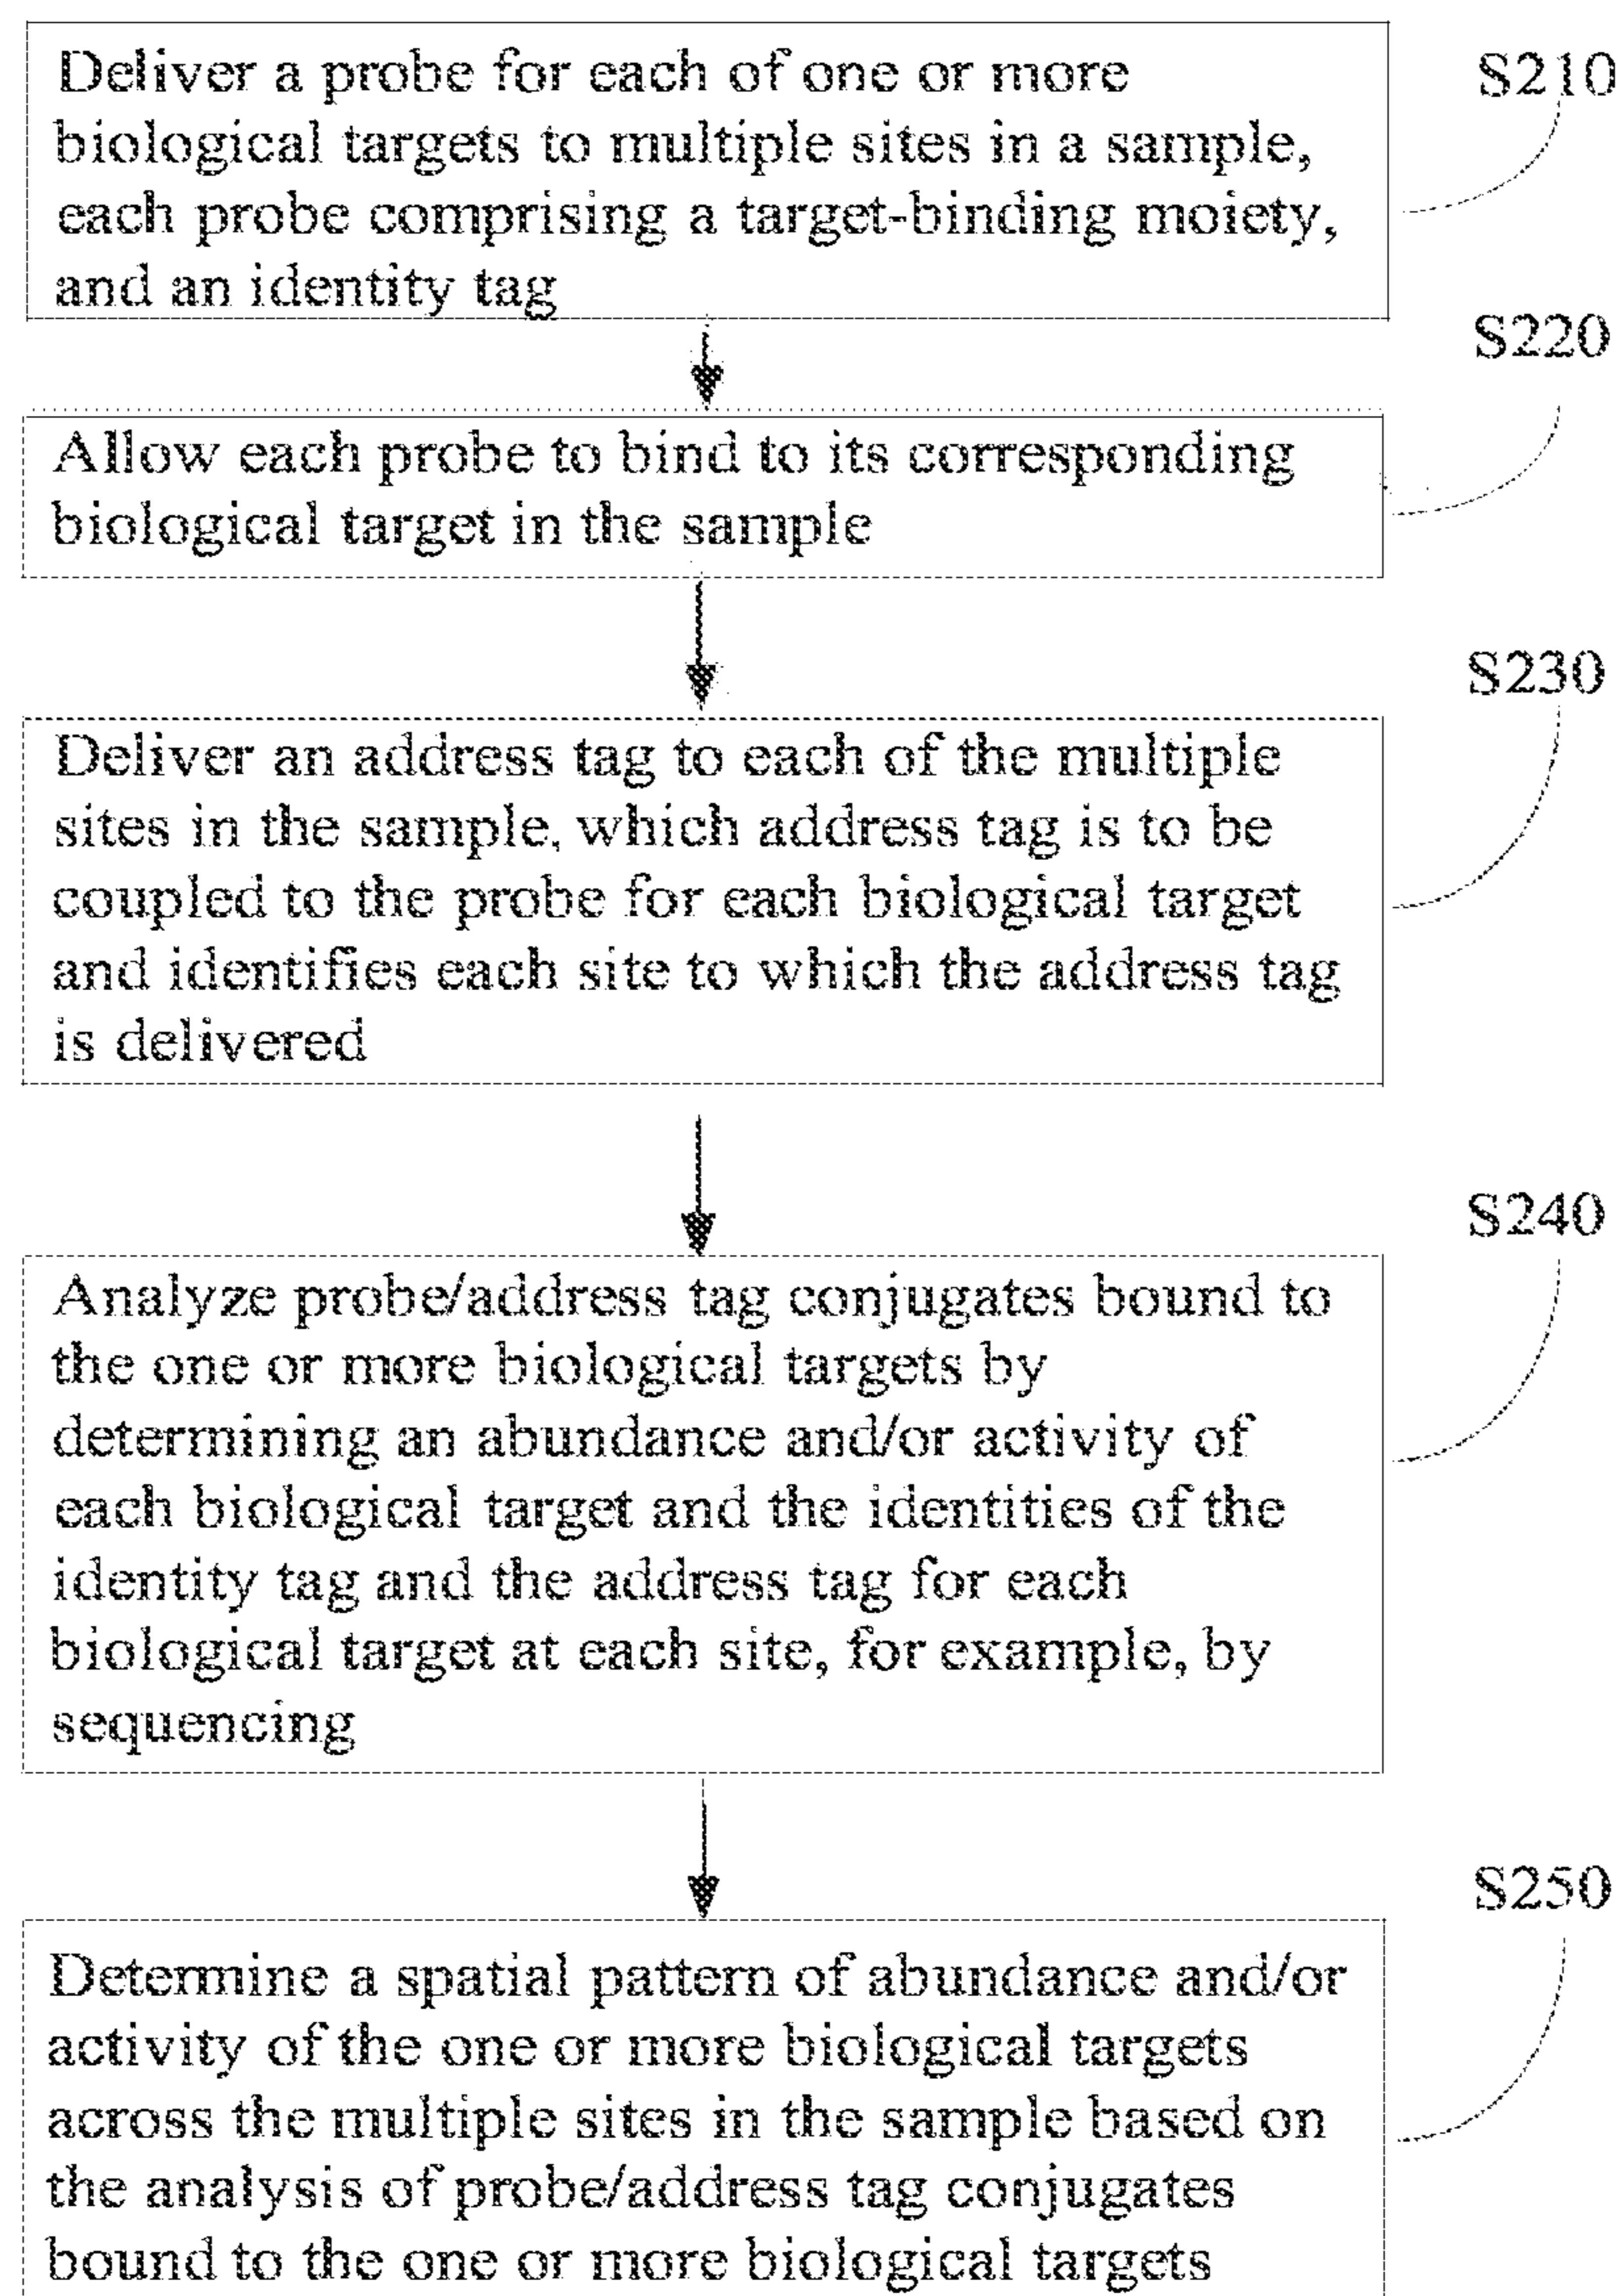 Deliver a probe for each of one or more
biological targets to multiple sites in a sample,
each probe comprising a target-binding moiety,
and an identity tag
S210
Allow each probe to bind to its corresponding
biological target in the sample
S220
Deliver an address tag to each of the multiple
sites in the sample, which address tag is to be
coupled to the probe for each biological target
and identifies each site to which the address tag
is delivered
S230
Analyze probe/address tag conjugates bound to
the one or more biological targets by
determining an abundance and/or activity of
each biological target and the identities of the
identity tag and the address tag for each
biological target at each site, for example, by
sequencing
S240
Determine a spatial pattern of abundance and/or
activity of the one or more biological targets
across the multiple sites in the sample based on
the analysis of probe/address tag conjugates
bound to the one or more biological targets
S250